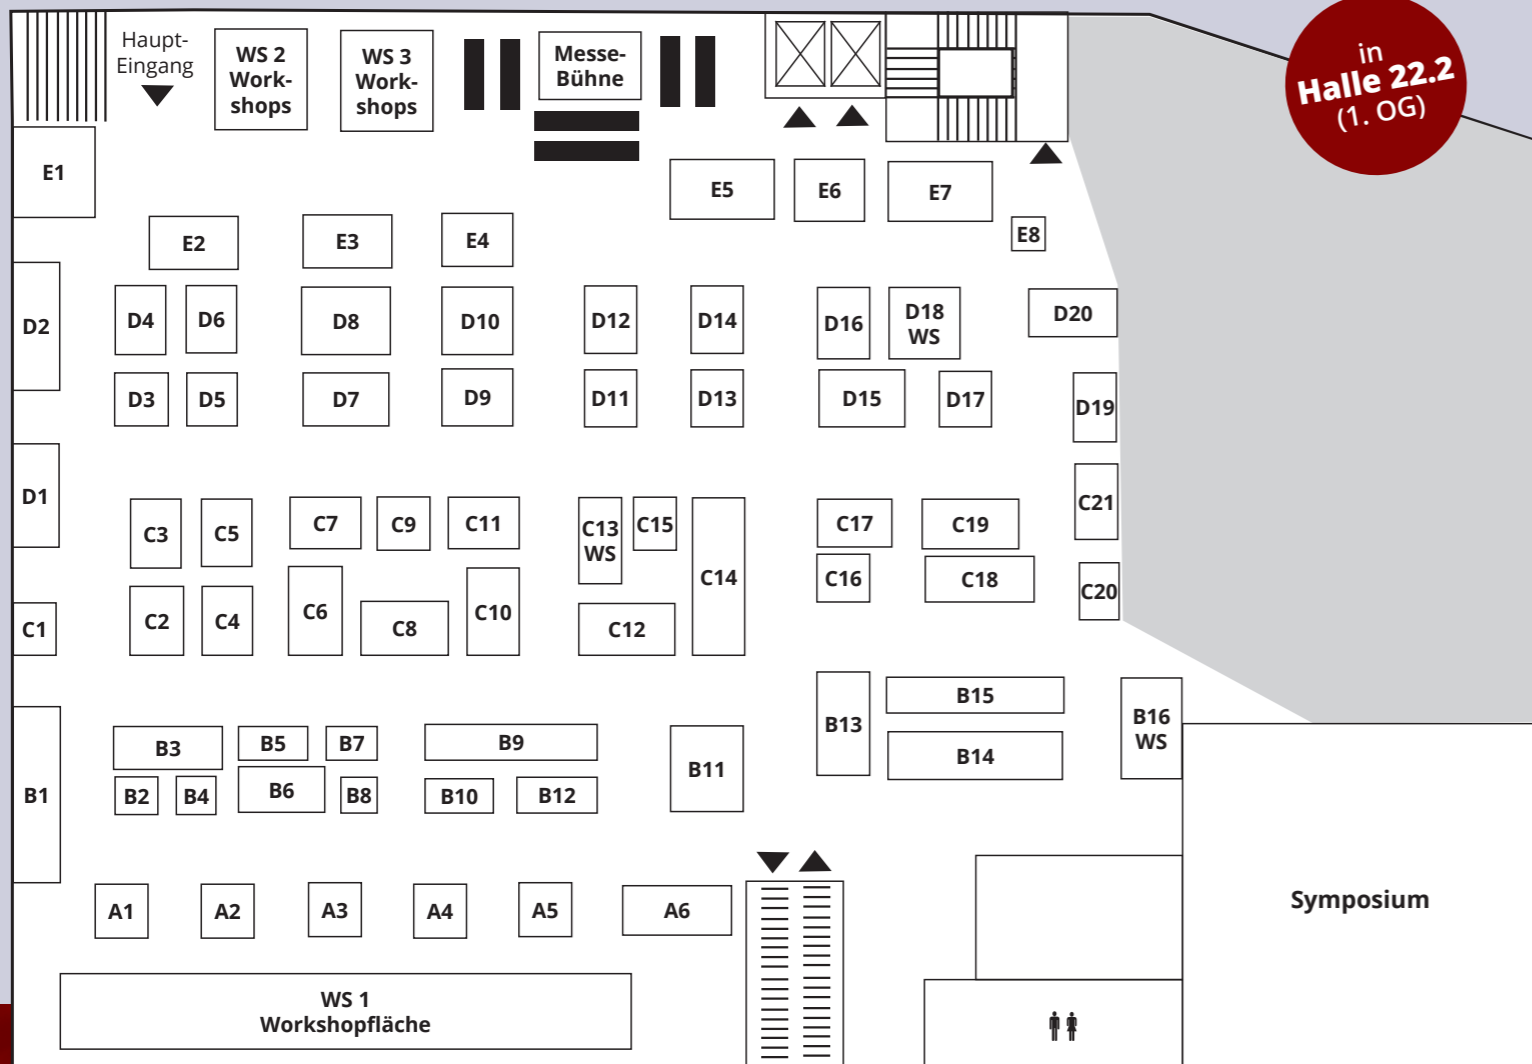 Haupt-
Eingang
WS 2
Work-
shops
WS 3
Work-
shops
Messe-
Bühne
in
Halle 22.2
(1. OG)
E1
E5
E6
E7
E8
E2
E3
E4
D2
D4
D6
D8
D10
D12
D14
D16
D18
WS
D20
D3
D5
D7
D9
D11
D13
D15
D17
D19
D1
C3
C5
C7
C9
C11
C13
WS
C15
C14
C17
C19
C21
C16
C18
C20
C1
C2
C4
C6
C8
C10
C12
B13
B15
B14
B16
WS
B1
B3
B5
B7
B9
B11
B2
B4
B6
B8
B10
B12
A1
A2
A3
A4
A5
A6
Symposium
WS 1
Workshopfläche